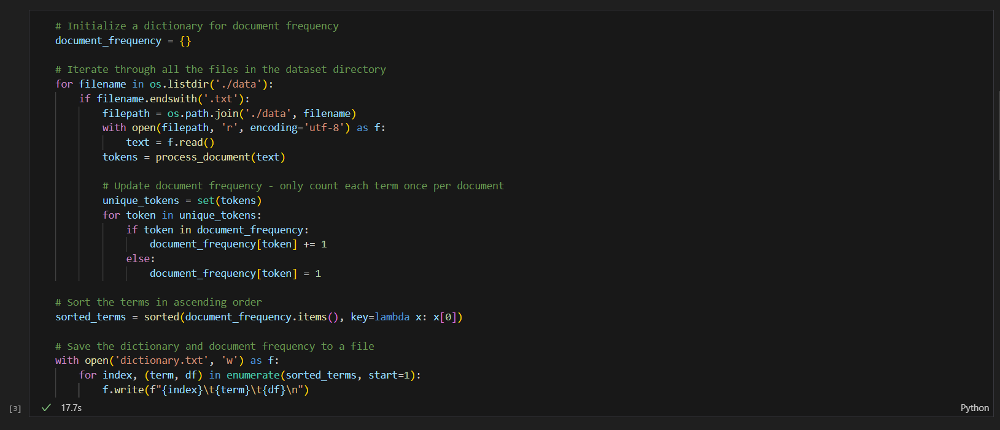 # Initialize a dictionary for document frequency
document_frequency = {}

# Iterate through all the files in the dataset directory
for filename in os.listdir('./data'):
    if filename.endswith('.txt'):
        filepath = os.path.join('./data', filename)
        with open(filepath, 'r', encoding='utf-8') as f:
            text = f.read()
        tokens = process_document(text)

        # Update document frequency - only count each term once per document
        unique_tokens = set(tokens)
        for token in unique_tokens:
            if token in document_frequency:
                document_frequency[token] += 1
            else:
                document_frequency[token] = 1

# Sort the terms in ascending order
sorted_terms = sorted(document_frequency.items(), key=lambda x: x[0])

# Save the dictionary and document frequency to a file
with open('dictionary.txt', 'w') as f:
    for index, (term, df) in enumerate(sorted_terms, start=1):
        f.write(f"{index}\t{term}\t{df}\n")
[3] ✓ 17.7s Python